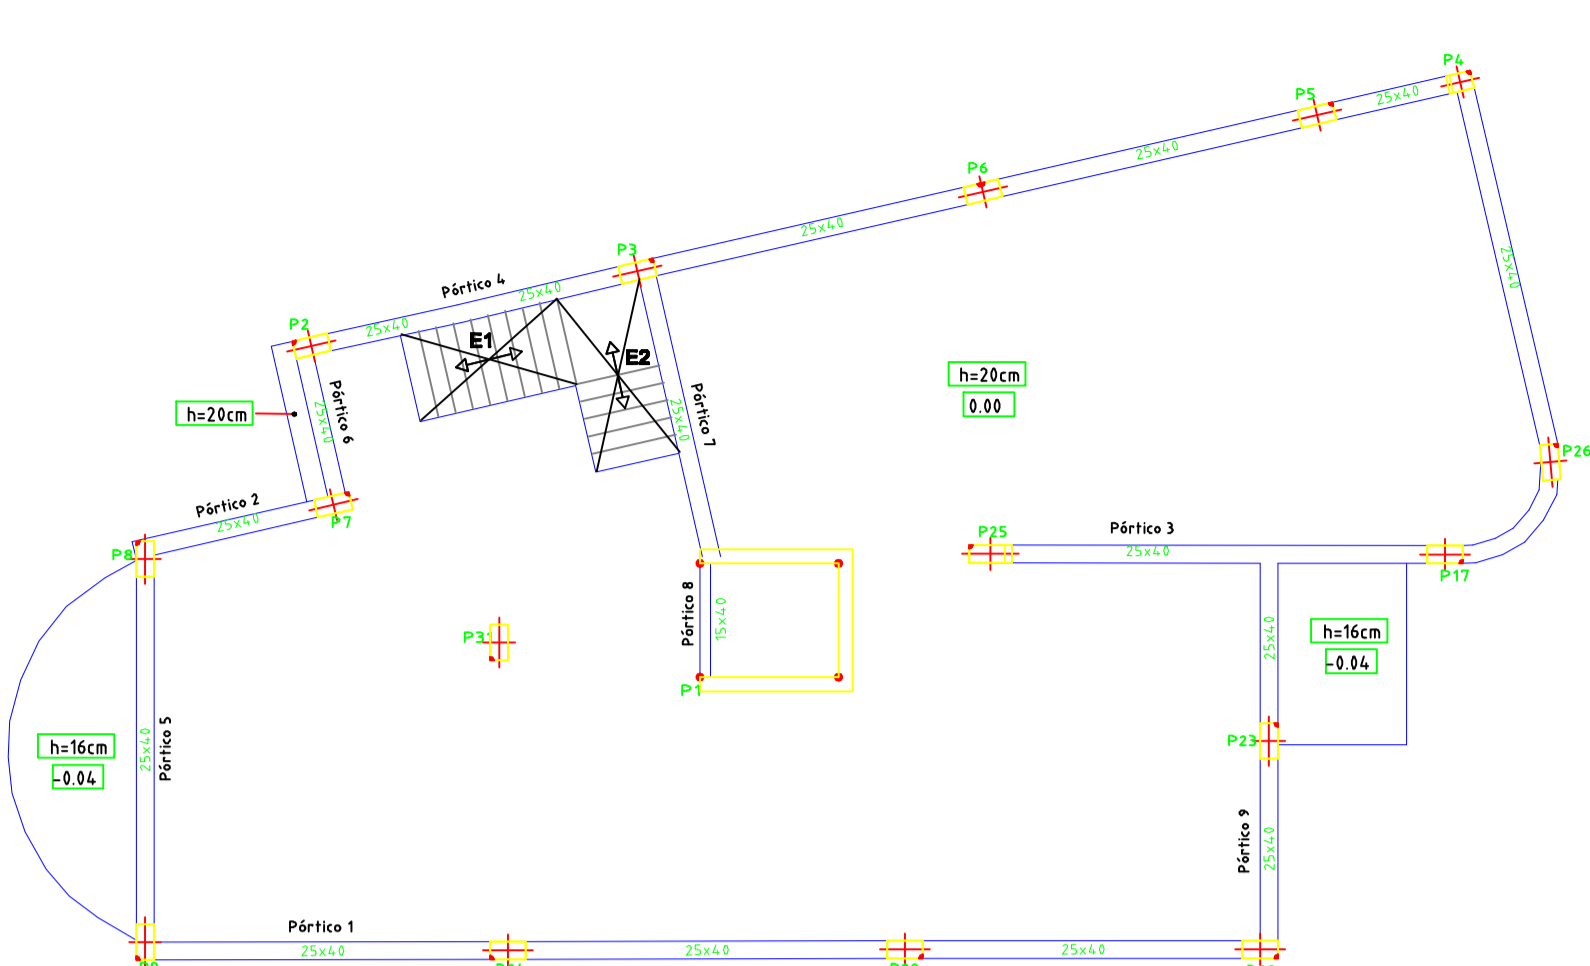 P4
P5
25x40
25x40
P6
25x40
P3
Pórtico 4
25x40
P2
25x40
E1
E2
25x40
h=20cm
0.00
h=20cm
Pórtico 6
25x40
Pórtico 7
25x40
P26
Pórtico 2
25x40
P7
P8
P25
Pórtico 3
25x40
P17
Pórtico 8
15x40
P31
P1
25x40
h=16cm
-0.04
P23
h=16cm
-0.04
25x40
Pórtico 5
Pórtico 9
25x40
Pórtico 1
25x40
25x40
25x40